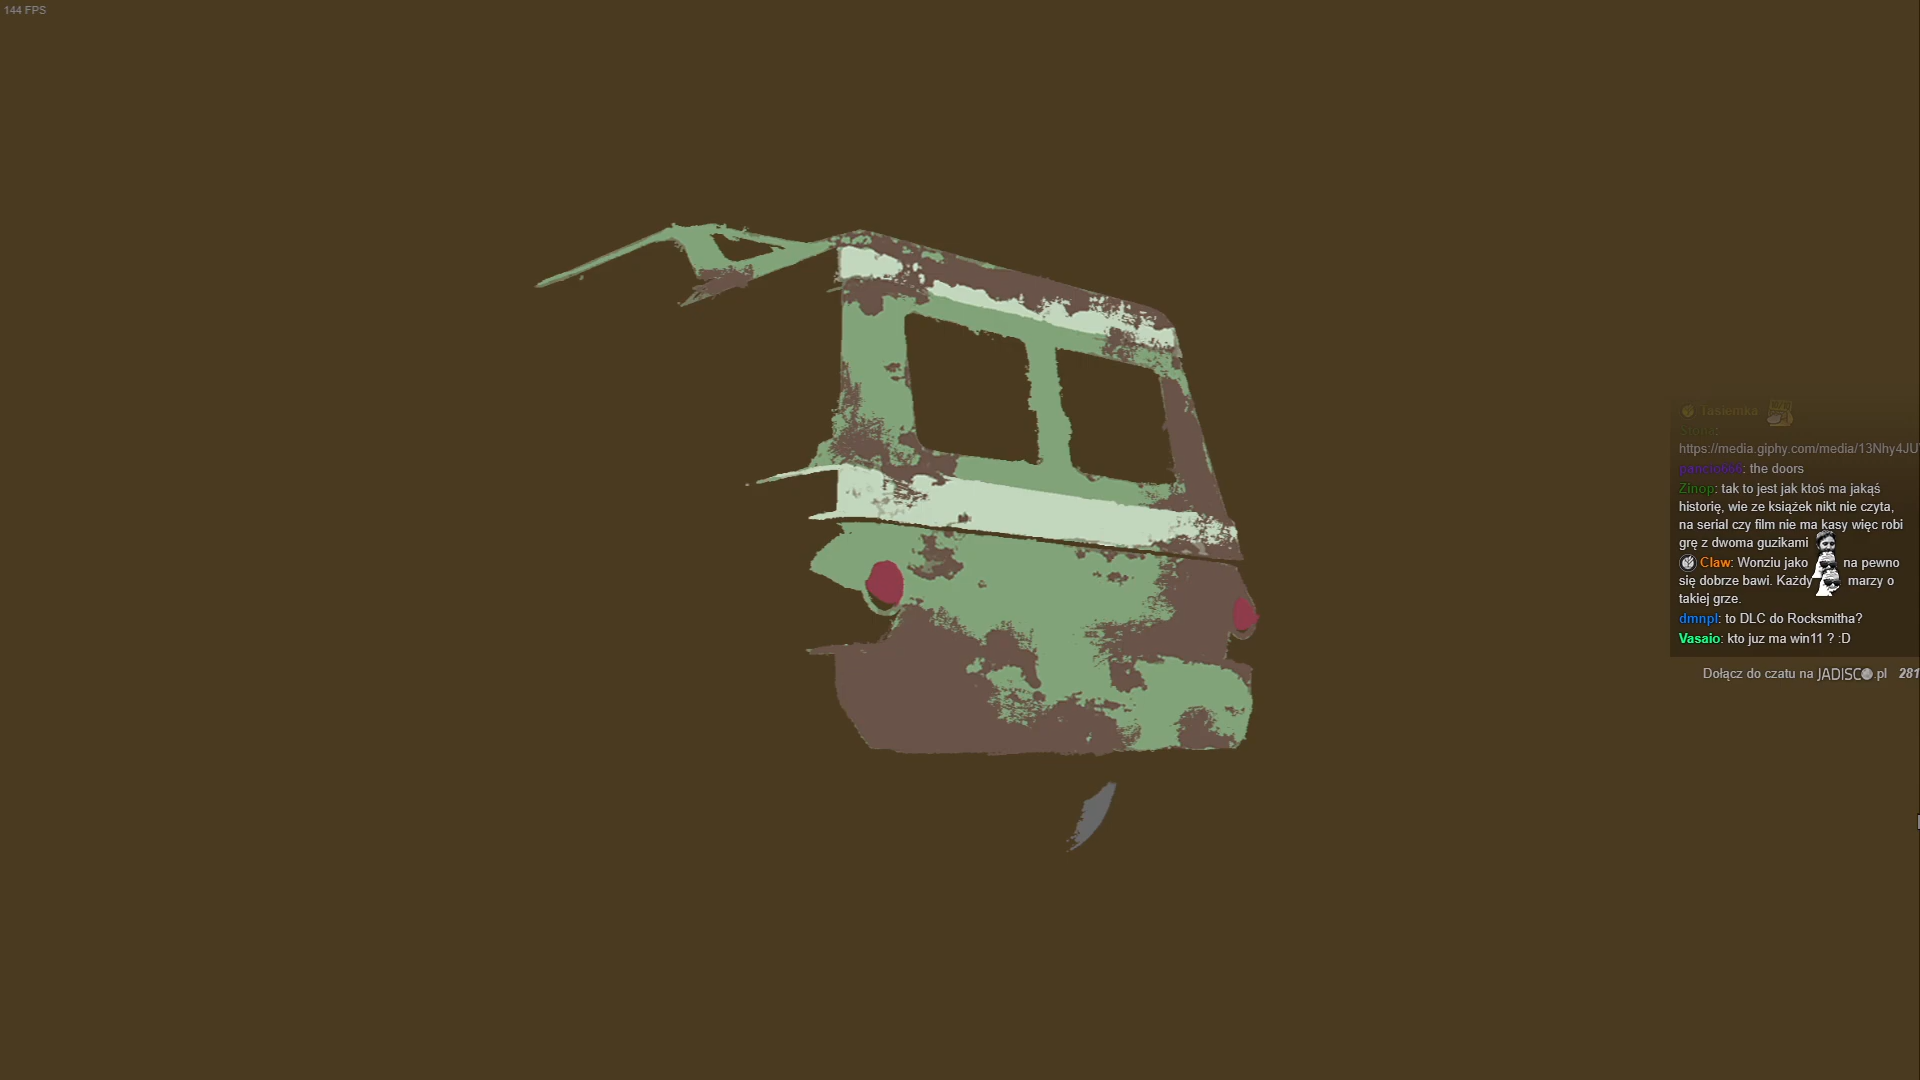 144 FPS
Tasiemka
https://media.giphy.com/media/13Nhy4JU
panclo666: the doors
Zinop: tak to jest jak ktoś ma jakąś
historię, wie ze książek nikt nie czyta,
na serial czy film nie ma kasy więc robi
grę z dwoma guzikami
Claw: Wonziu jako na pewno
się dobrze bawi. Każdy marzy o
takiej grze.
dmnpl: to DLC do Rocksmitha?
Vasaio: kto juz ma win11 ? :D
Dołącz do czatu na JADISCO.pl 281